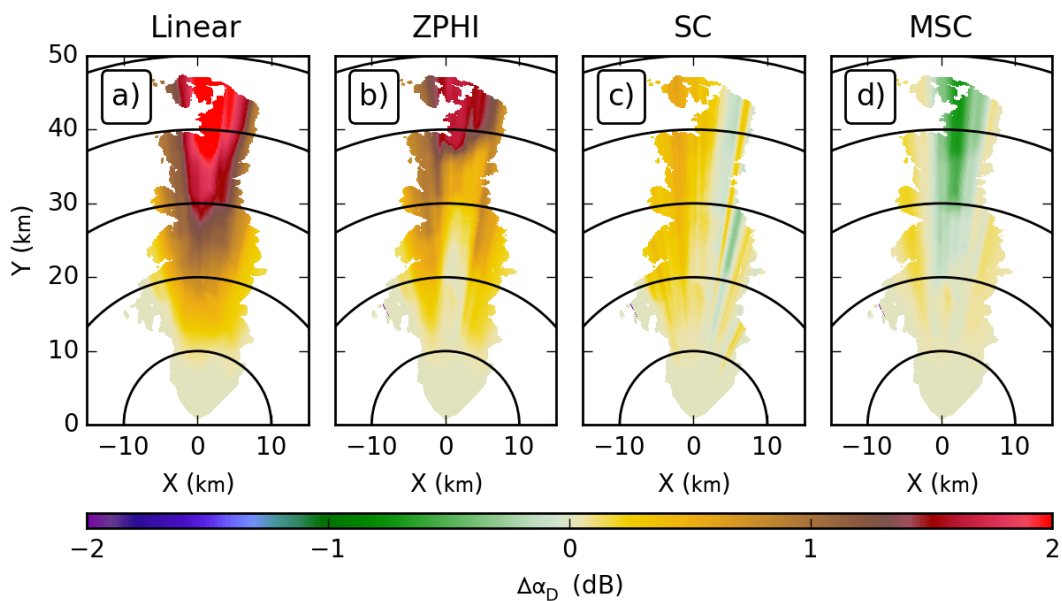 Linear ZPHI SC MSC
a) b) c) d)
50
40
30
20
10
0
Y (km)
−10 0 10 −10 0 10 −10 0 10 −10 0 10
X (km) X (km) X (km) X (km)
−2 −1 0 1 2
Δα_D (dB)